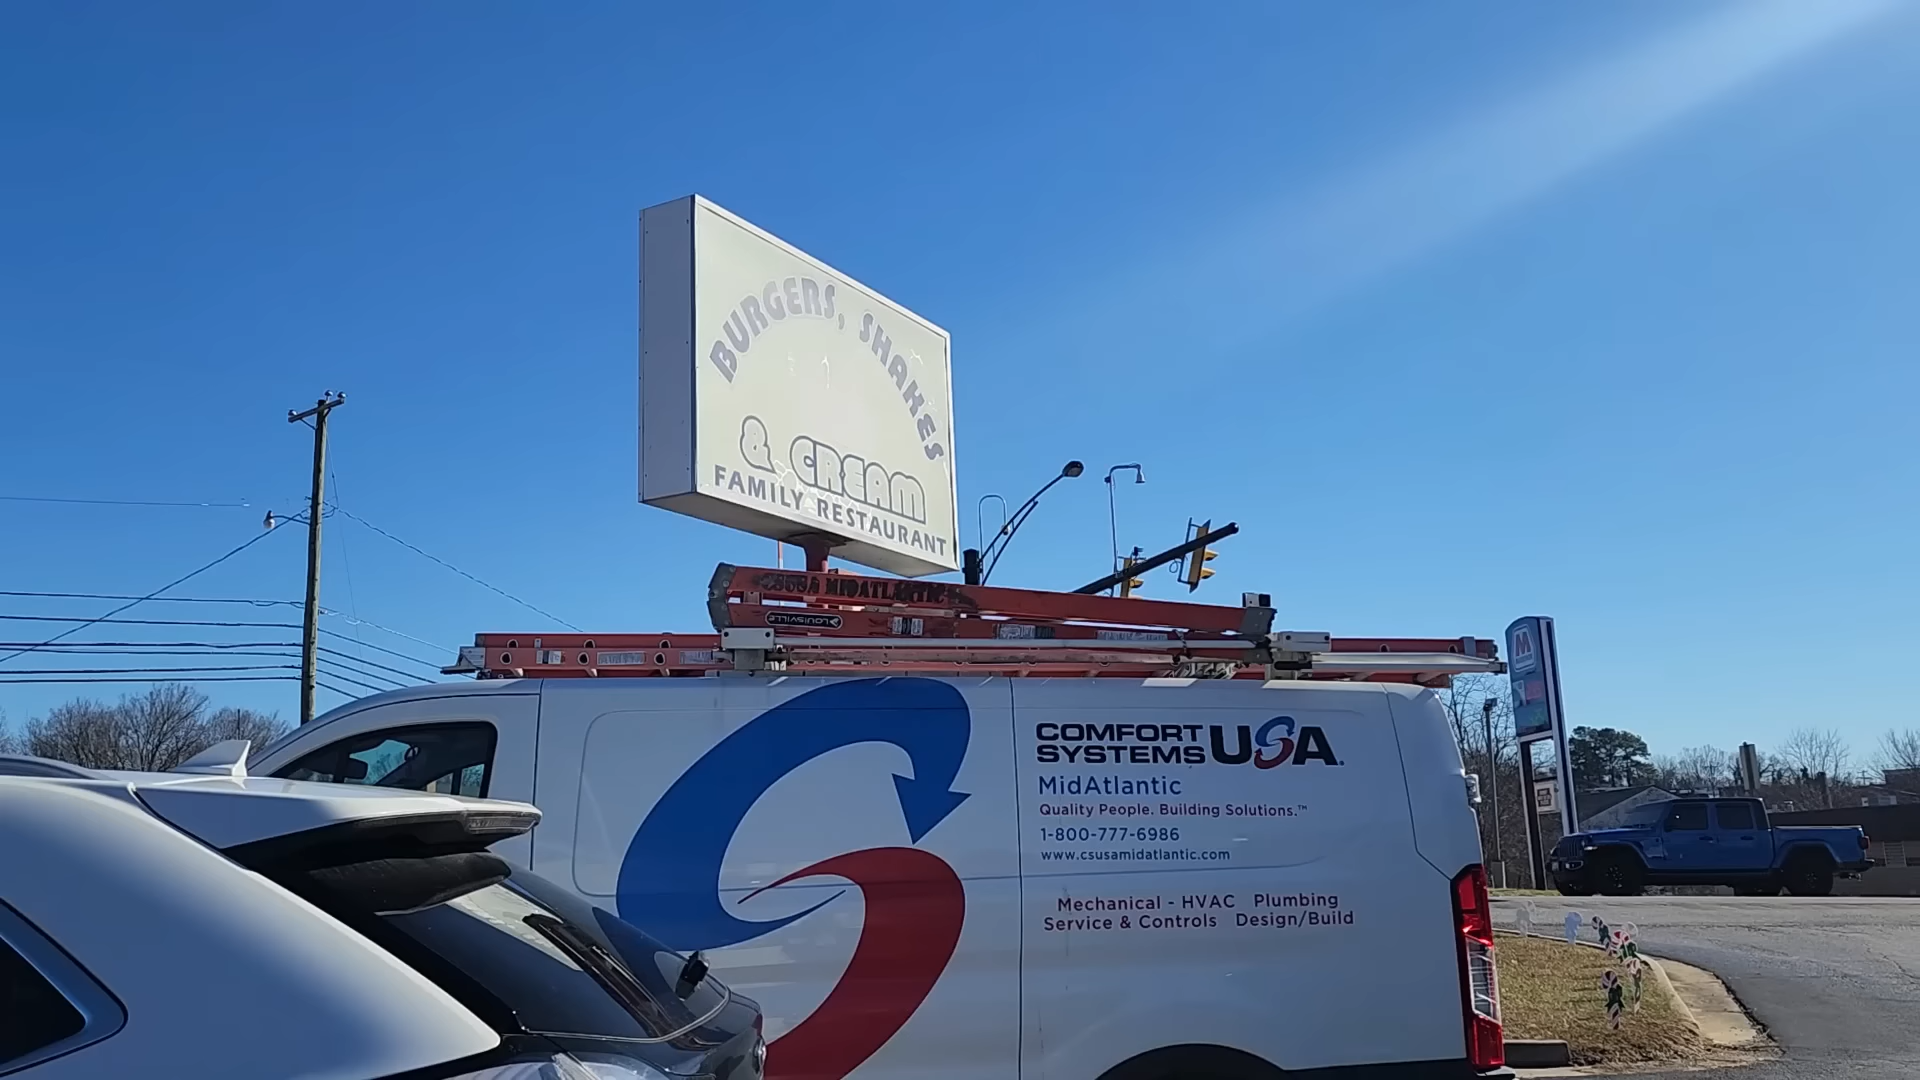 BURGERS, SHAKES
& CREAM
FAMILY RESTAURANT
MIDATLANTIC
LOUISVILLE
COMFORT
SYSTEMS USA.
MidAtlantic
Quality People. Building Solutions.™
1-800-777-6986
www.csusamidatlantic.com
Mechanical - HVAC Plumbing
Service & Controls Design/Build
M